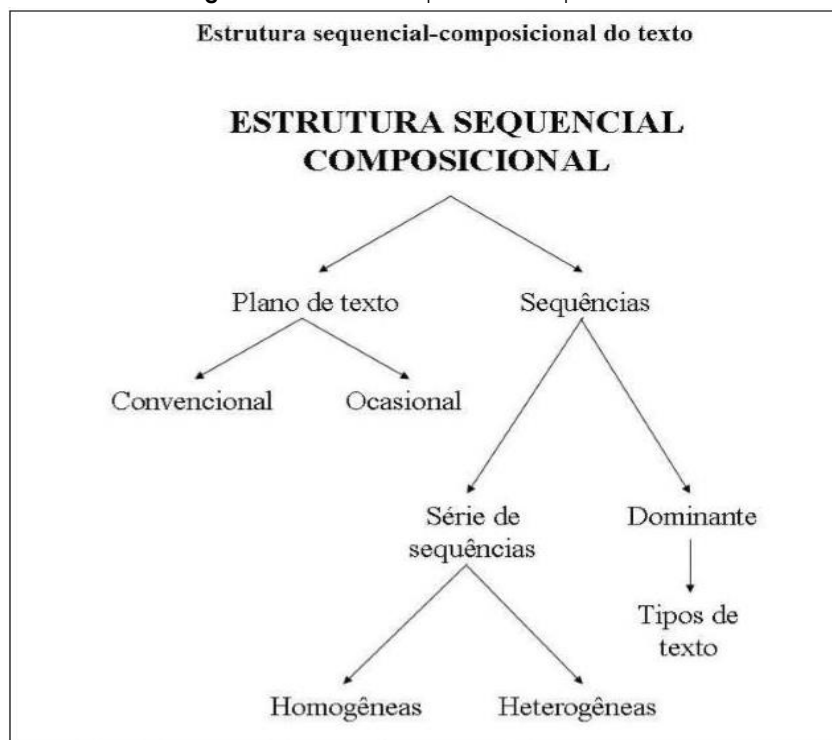 Estrutura sequencial-composicional do texto
ESTRUTURA SEQUENCIAL
COMPOSICIONAL
Plano de texto Sequências
Convencional Ocasional
Série de
sequências
Dominante
Tipos de
texto
Homogêneas Heterogêneas